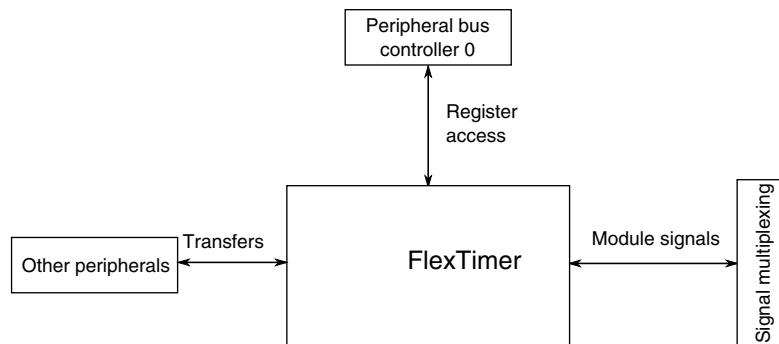 Peripheral bus
controller 0
Register
access
Transfers
Other peripherals
FlexTimer
Module signals
Signal multiplexing